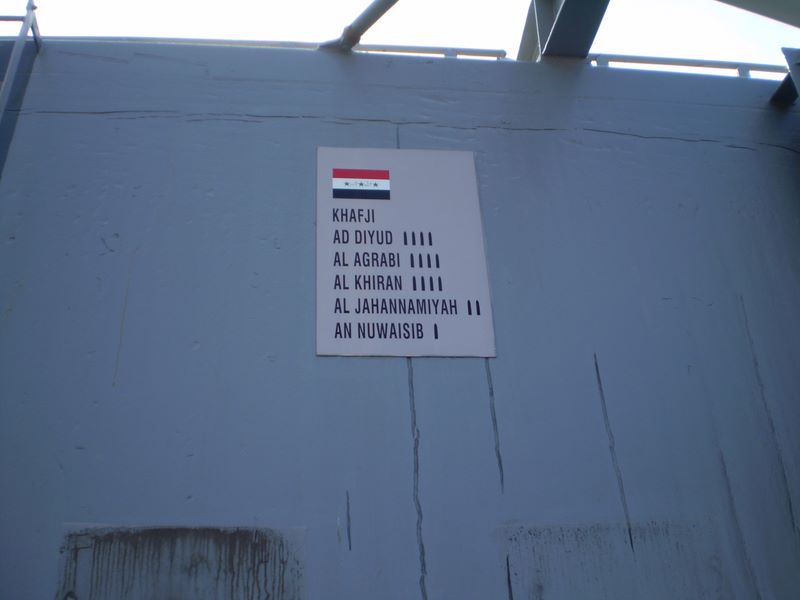 KHAFJI
AD DIYUD
AL AGRABI
AL KHIRAN
AL JAHANNAMIYAH
AN NUWAISIB